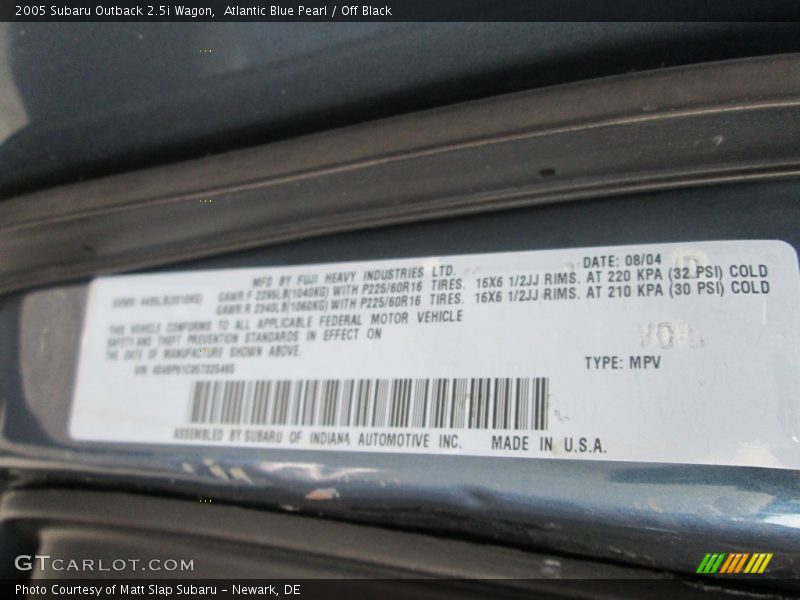 2005 Subaru Outback 2.5i Wagon, Atlantic Blue Pearl / Off Black
MFD BY FUJI HEAVY INDUSTRIES LTD. DATE: 08/04
GVWR: GAWR:F 2295LB(1040KG) WITH P225/60R16 TIRES. 16X6 1/2JJ RIMS. AT 220 KPA (32 PSI) COLD
GAWR:R 2340LB(1060KG) WITH P225/60R16 TIRES. 16X6 1/2JJ RIMS. AT 210 KPA (30 PSI) COLD
THIS VEHICLE CONFORMS TO ALL APPLICABLE FEDERAL MOTOR VEHICLE
SAFETY AND THEFT PREVENTION STANDARDS IN EFFECT ON
THE DATE OF MANUFACTURE SHOWN ABOVE.
VIN: TYPE: MPV
ASSEMBLED BY SUBARU OF INDIANA AUTOMOTIVE INC. MADE IN U.S.A.
GTCARLOT.COM
Photo Courtesy of Matt Slap Subaru - Newark, DE